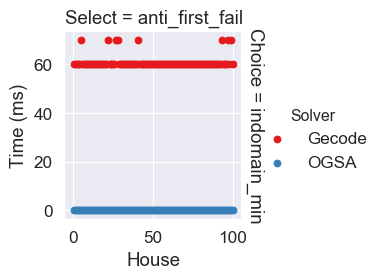 Select = anti_first_fail
Choice = indomain_min
Time (ms)
60
40
20
0
0 50 100
House
Solver
Gecode
OGSA